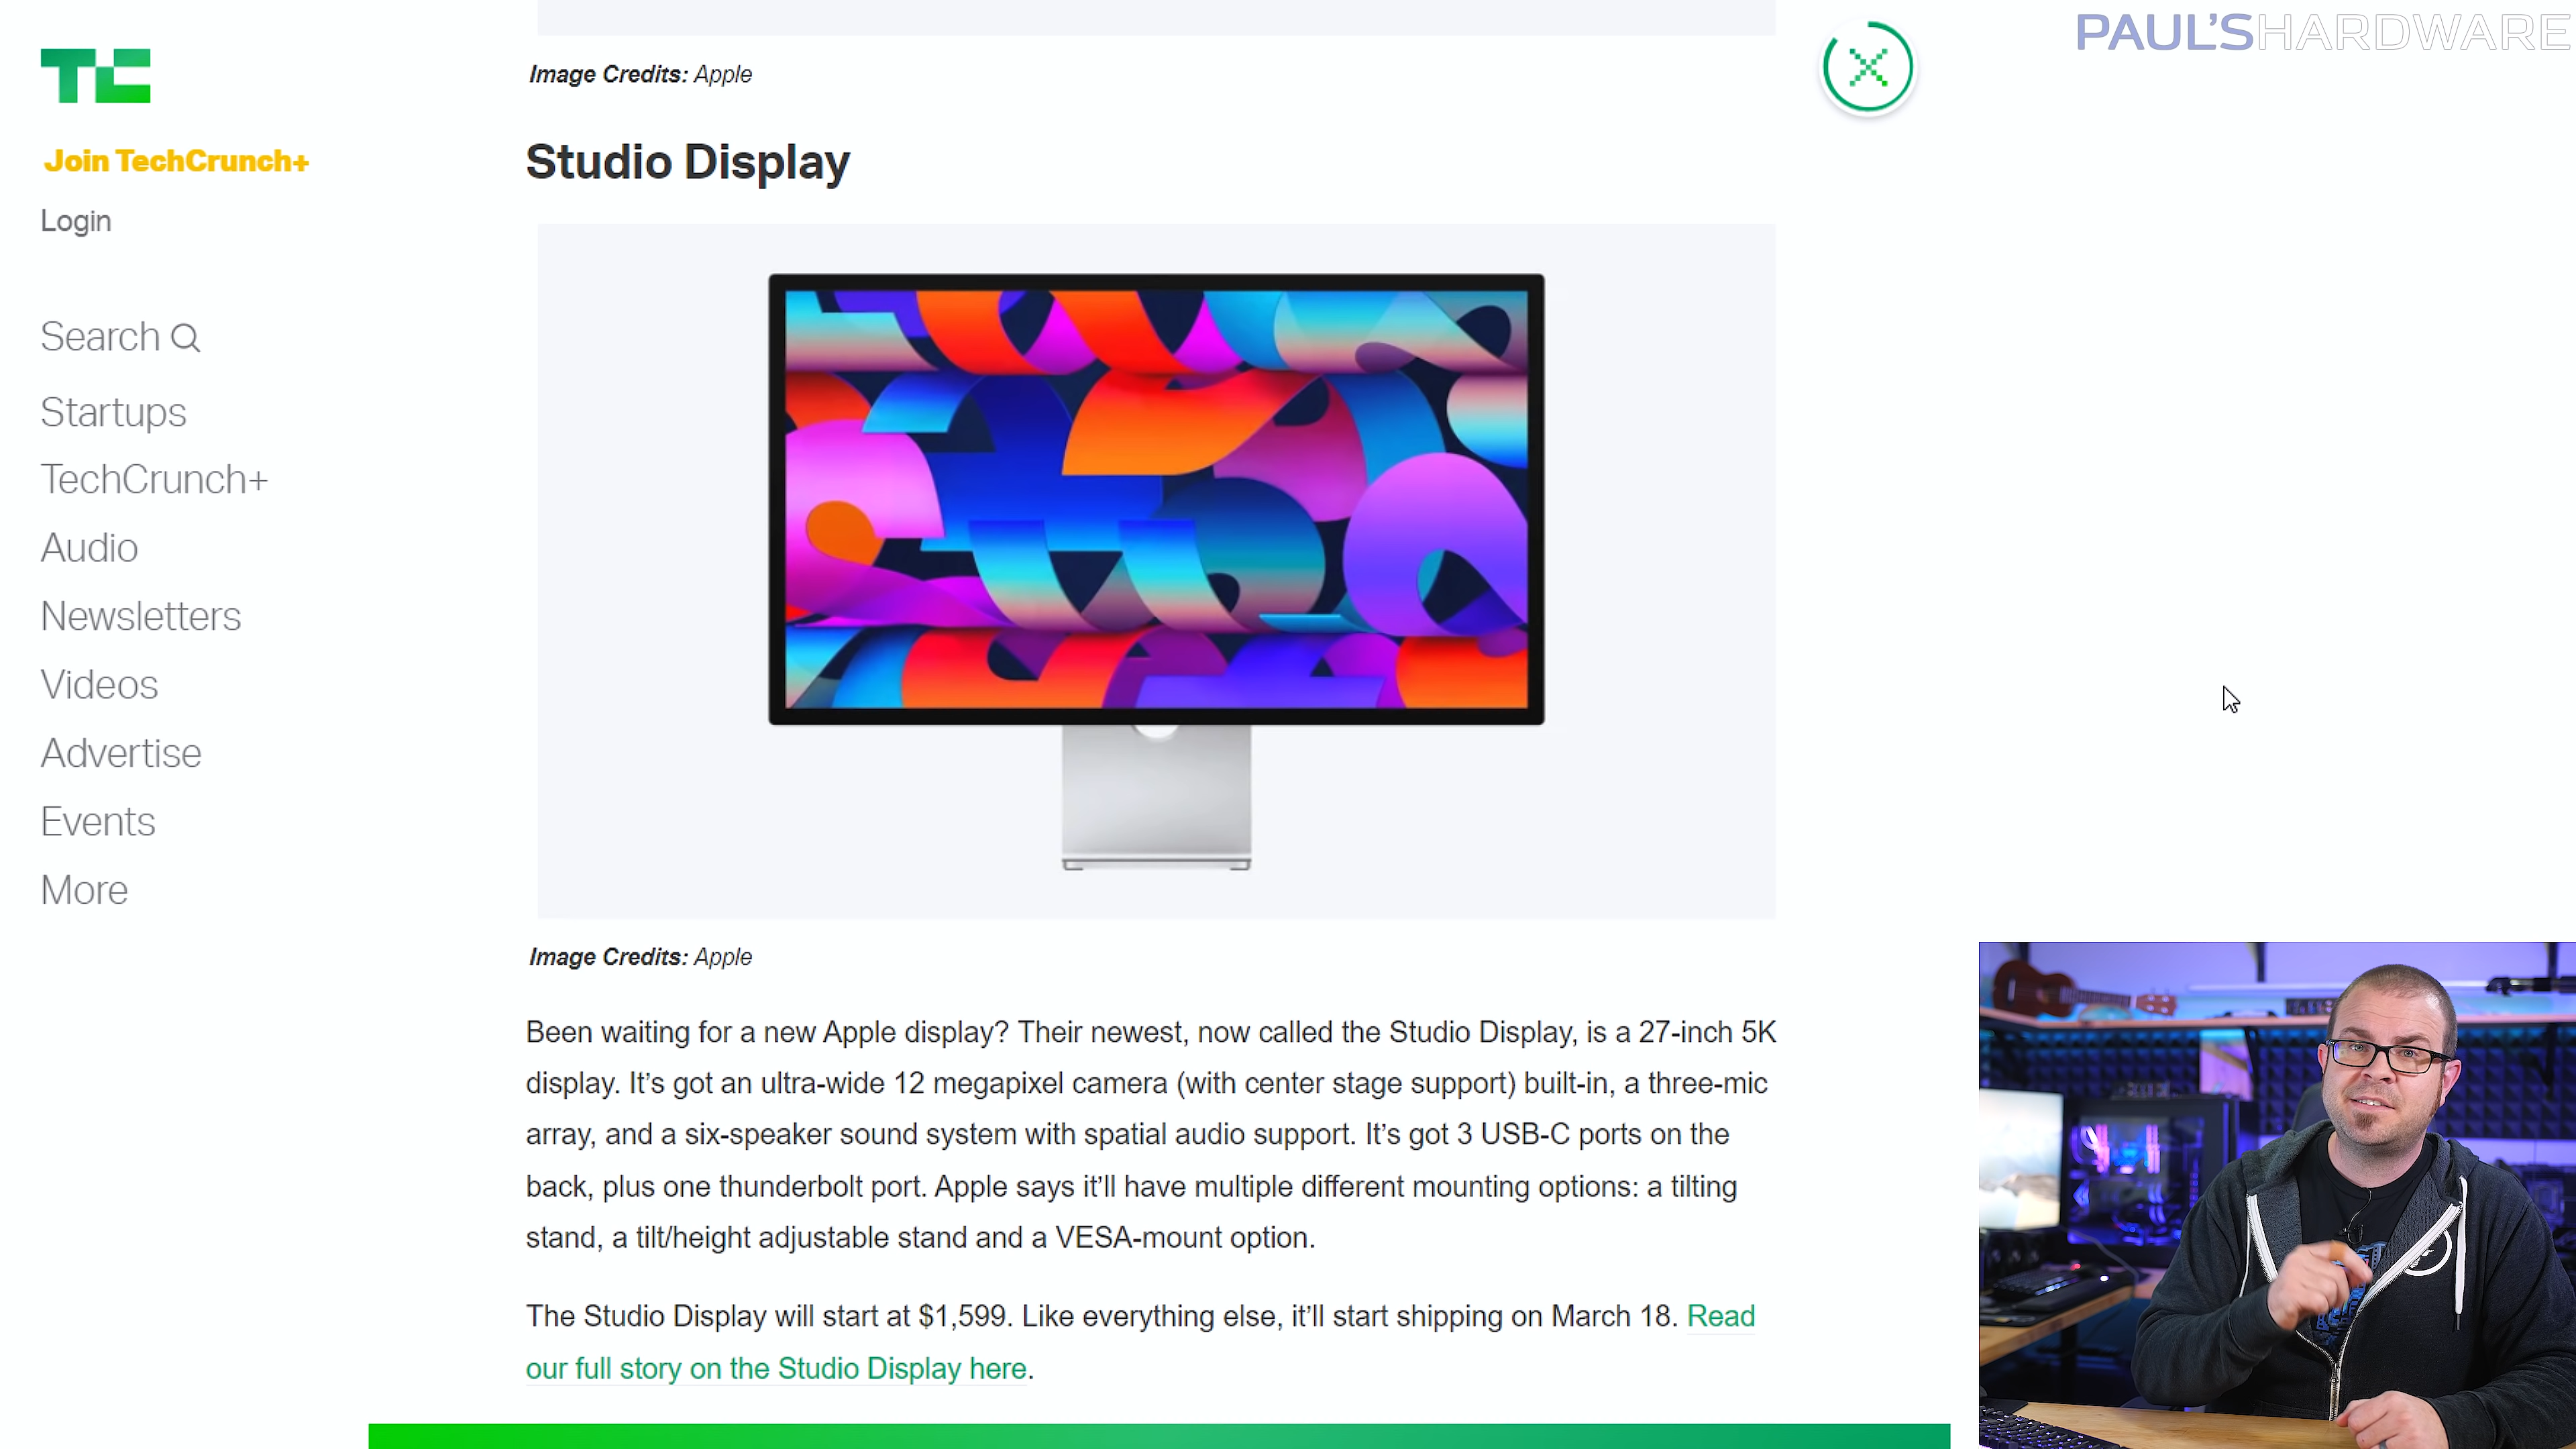 PAUL'SHARDWARE
TC
Join TechCrunch+
Login
Search
Startups
TechCrunch+
Audio
Newsletters
Videos
Advertise
Events
More
Image Credits: Apple
Studio Display
Image Credits: Apple
Been waiting for a new Apple display? Their newest, now called the Studio Display, is a 27-inch 5K
display. It’s got an ultra-wide 12 megapixel camera (with center stage support) built-in, a three-mic
array, and a six-speaker sound system with spatial audio support. It’s got 3 USB-C ports on the
back, plus one thunderbolt port. Apple says it’ll have multiple different mounting options: a tilting
stand, a tilt/height adjustable stand and a VESA-mount option.
The Studio Display will start at $1,599. Like everything else, it’ll start shipping on March 18. Read
our full story on the Studio Display here.